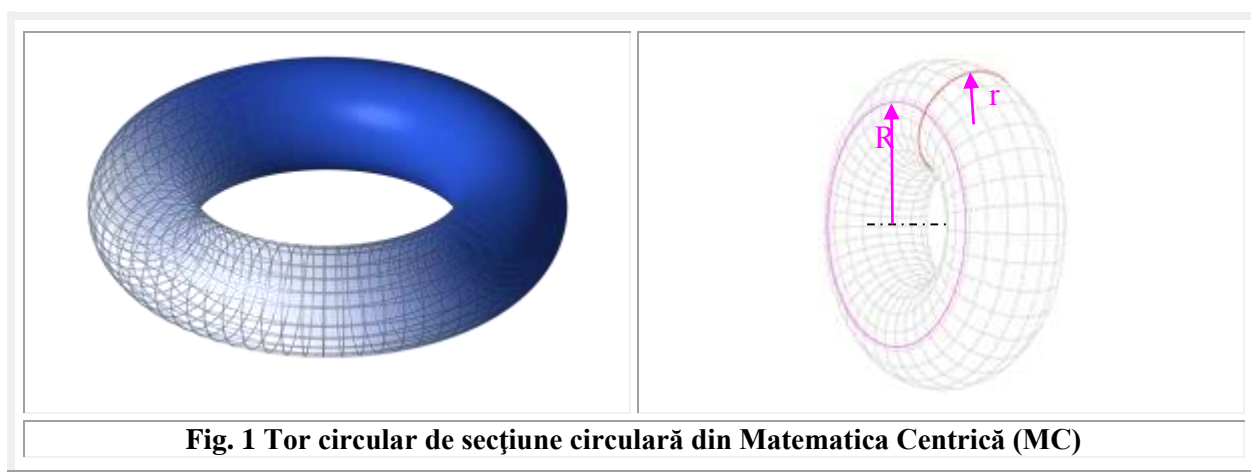 R
r
Fig. 1 Tor circular de secţiune circulară din Matematica Centrică (MC)